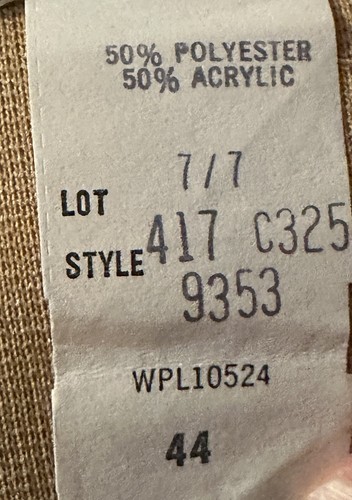 50% POLYESTER
50% ACRYLIC
7/7
LOT
417 C325
STYLE
9353
WPL10524
44